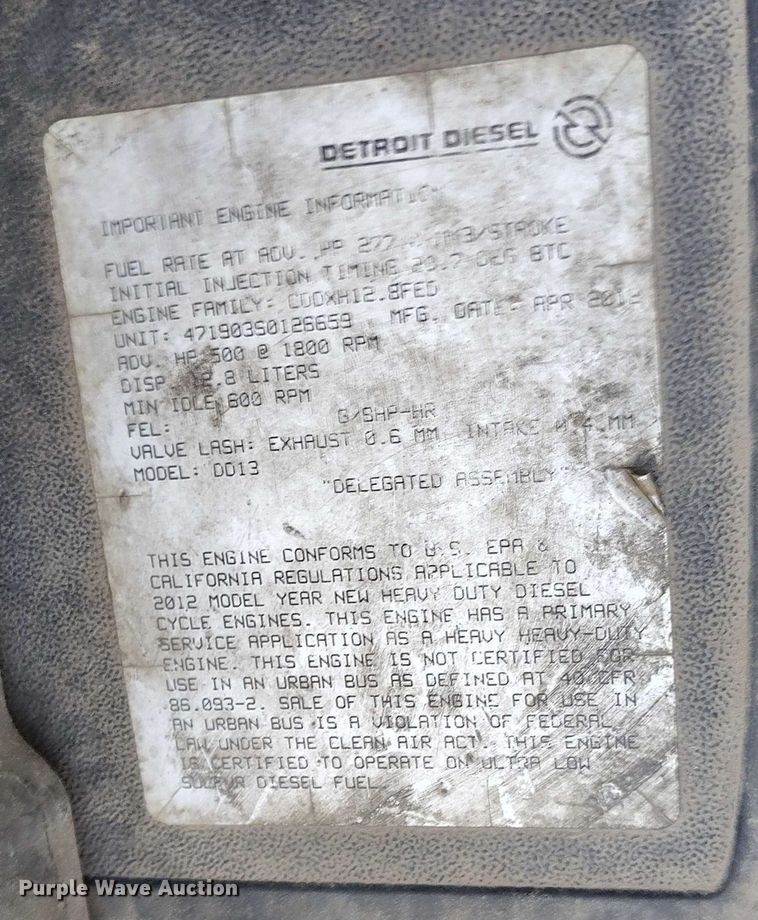 DETROIT DIESEL
IMPORTANT ENGINE INFORMATION
FUEL RATE AT ADV. HP 277 MM3/STROKE
INITIAL INJECTION TIMING DEG BTC
ENGINE FAMILY: CDDXH12.8FED
UNIT: 471903S0126659 MFG. DATE- APR 2012
ADV. HP 500 @ 1800 RPM
DISP 12.8 LITERS
MIN IDLE 600 RPM
FEL: G/BHP-HR
VALVE LASH: EXHAUST 0.6 MM INTAKE 0.4 MM
MODEL: DD13
"DELEGATED ASSEMBLY"
THIS ENGINE CONFORMS TO U.S. EPA &
CALIFORNIA REGULATIONS APPLICABLE TO
2012 MODEL YEAR NEW HEAVY DUTY DIESEL
CYCLE ENGINES. THIS ENGINE HAS A PRIMARY
SERVICE APPLICATION AS A HEAVY HEAVY-DUTY
ENGINE. THIS ENGINE IS NOT CERTIFIED FOR
USE IN AN URBAN BUS AS DEFINED AT 40 CFR
86.093-2. SALE OF THIS ENGINE FOR USE IN
AN URBAN BUS IS A VIOLATION OF FEDERAL
LAW UNDER THE CLEAN AIR ACT. THIS ENGINE
IS CERTIFIED TO OPERATE ON ULTRA LOW
SULFUR DIESEL FUEL.
Purple Wave Auction